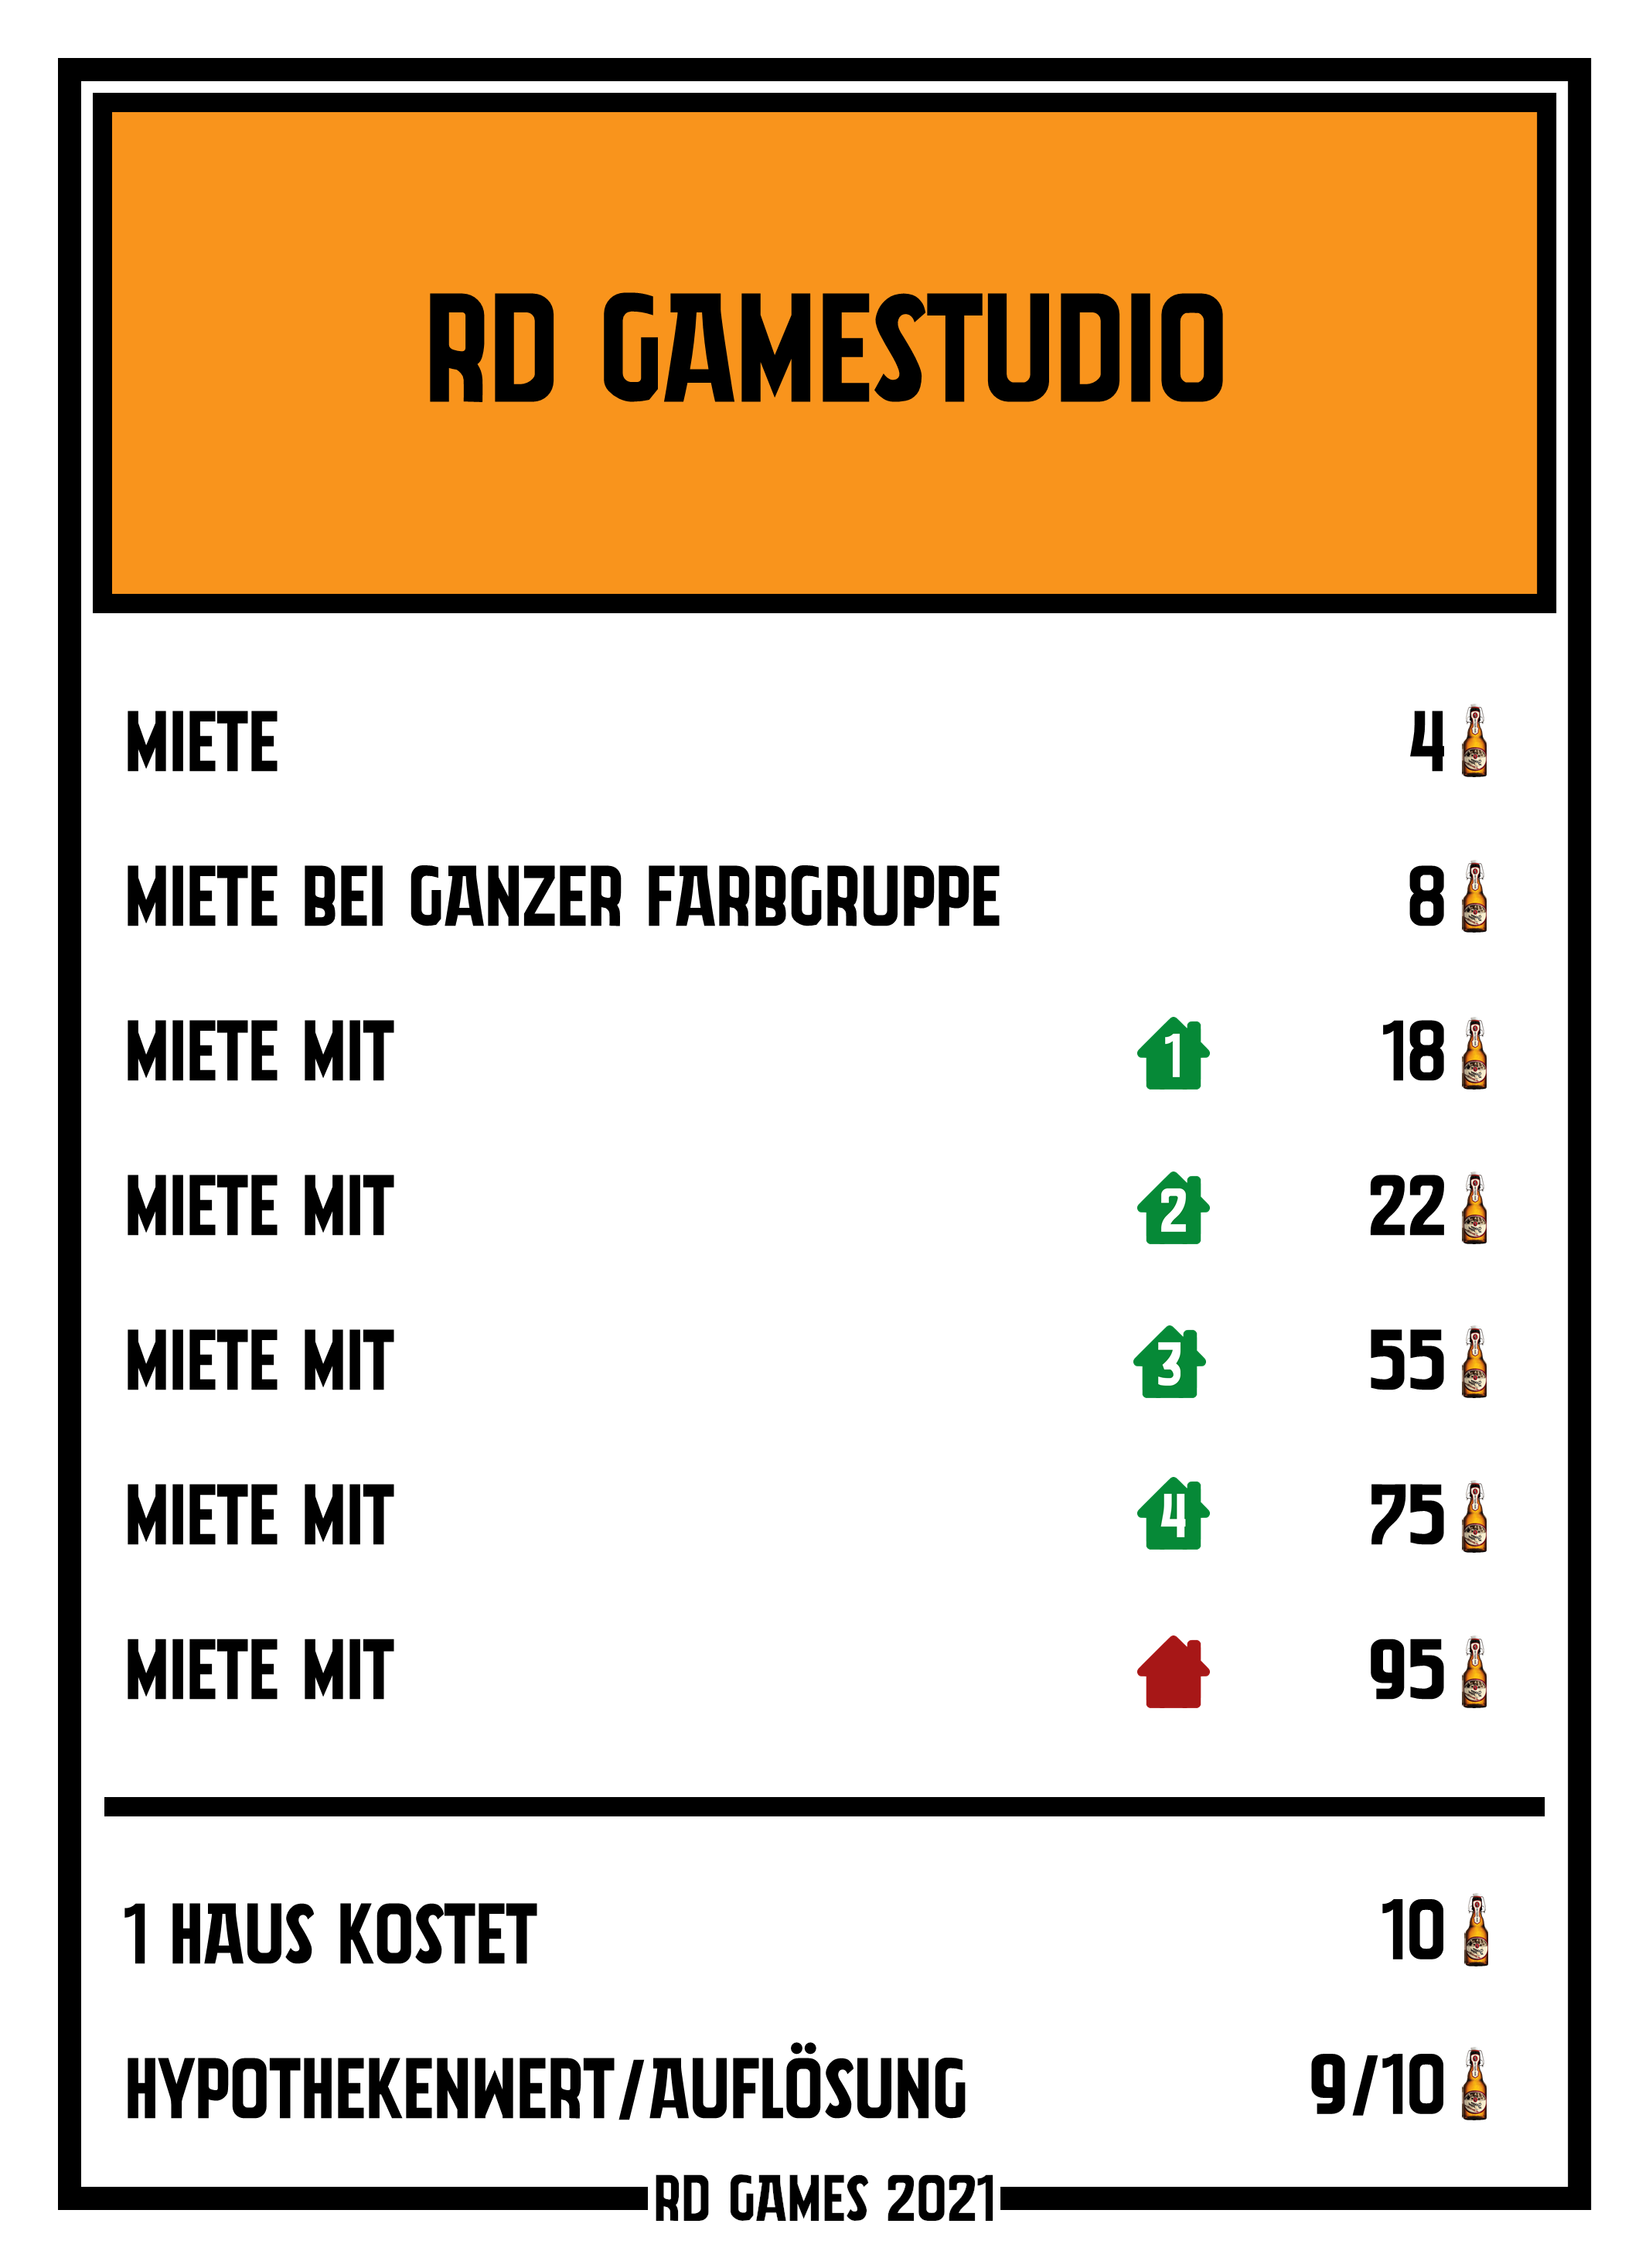 RD GAMESTUDIO
MIETE 4
MIETE BEI GANZER FARBGRUPPE 8
MIETE MIT 1 18
MIETE MIT 2 22
MIETE MIT 3 55
MIETE MIT 4 75
MIETE MIT 95
1 HAUS KOSTET 10
HYPOTHEKENWERT/AUFLÖSUNG 9/10
RD GAMES 2021